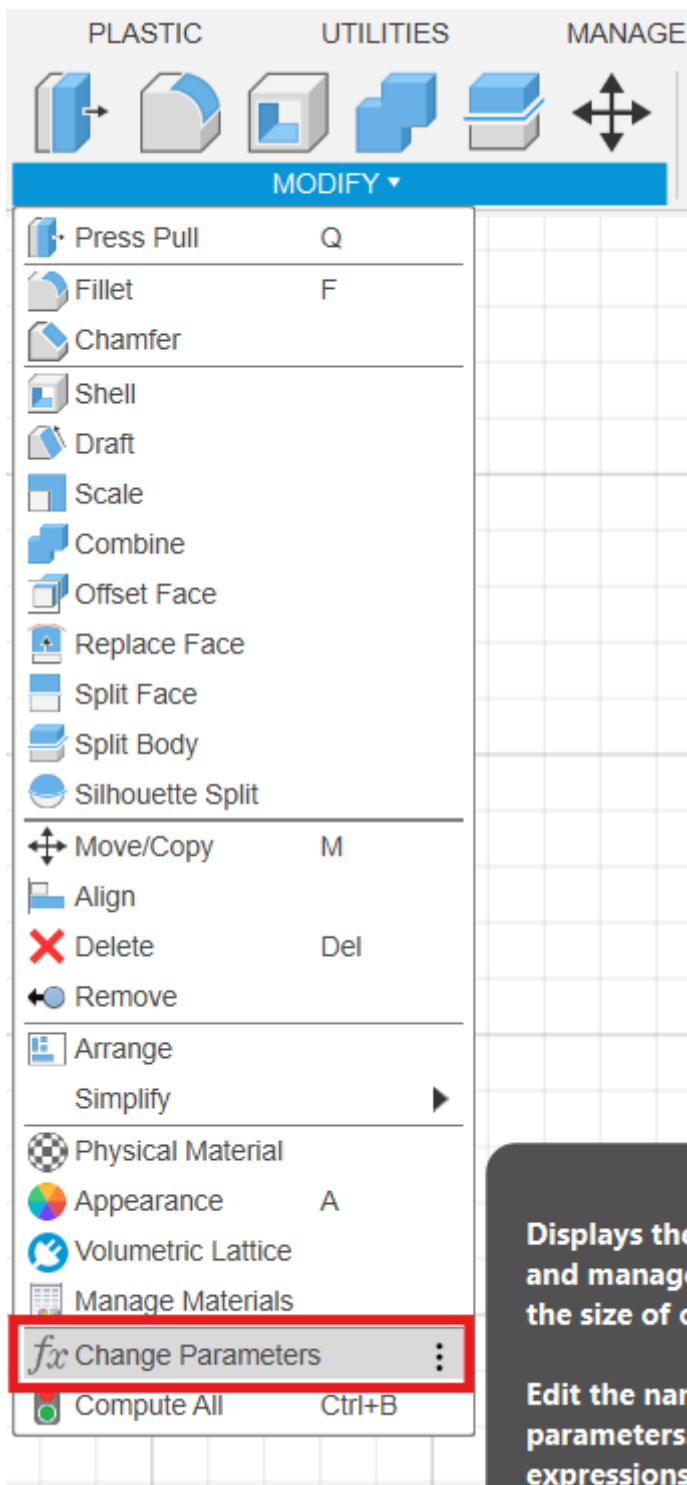 PLASTIC UTILITIES MANAGE
MODIFY
Press Pull Q
Fillet F
Chamfer
Shell
Draft
Scale
Combine
Offset Face
Replace Face
Split Face
Split Body
Silhouette Split
Move/Copy M
Align
Delete Del
Remove
Arrange
Simplify
Physical Material
Appearance A
Volumetric Lattice
Manage Materials
fx Change Parameters
Compute All Ctrl+B
Displays the
and manage
the size of
Edit the
parameters
expressions